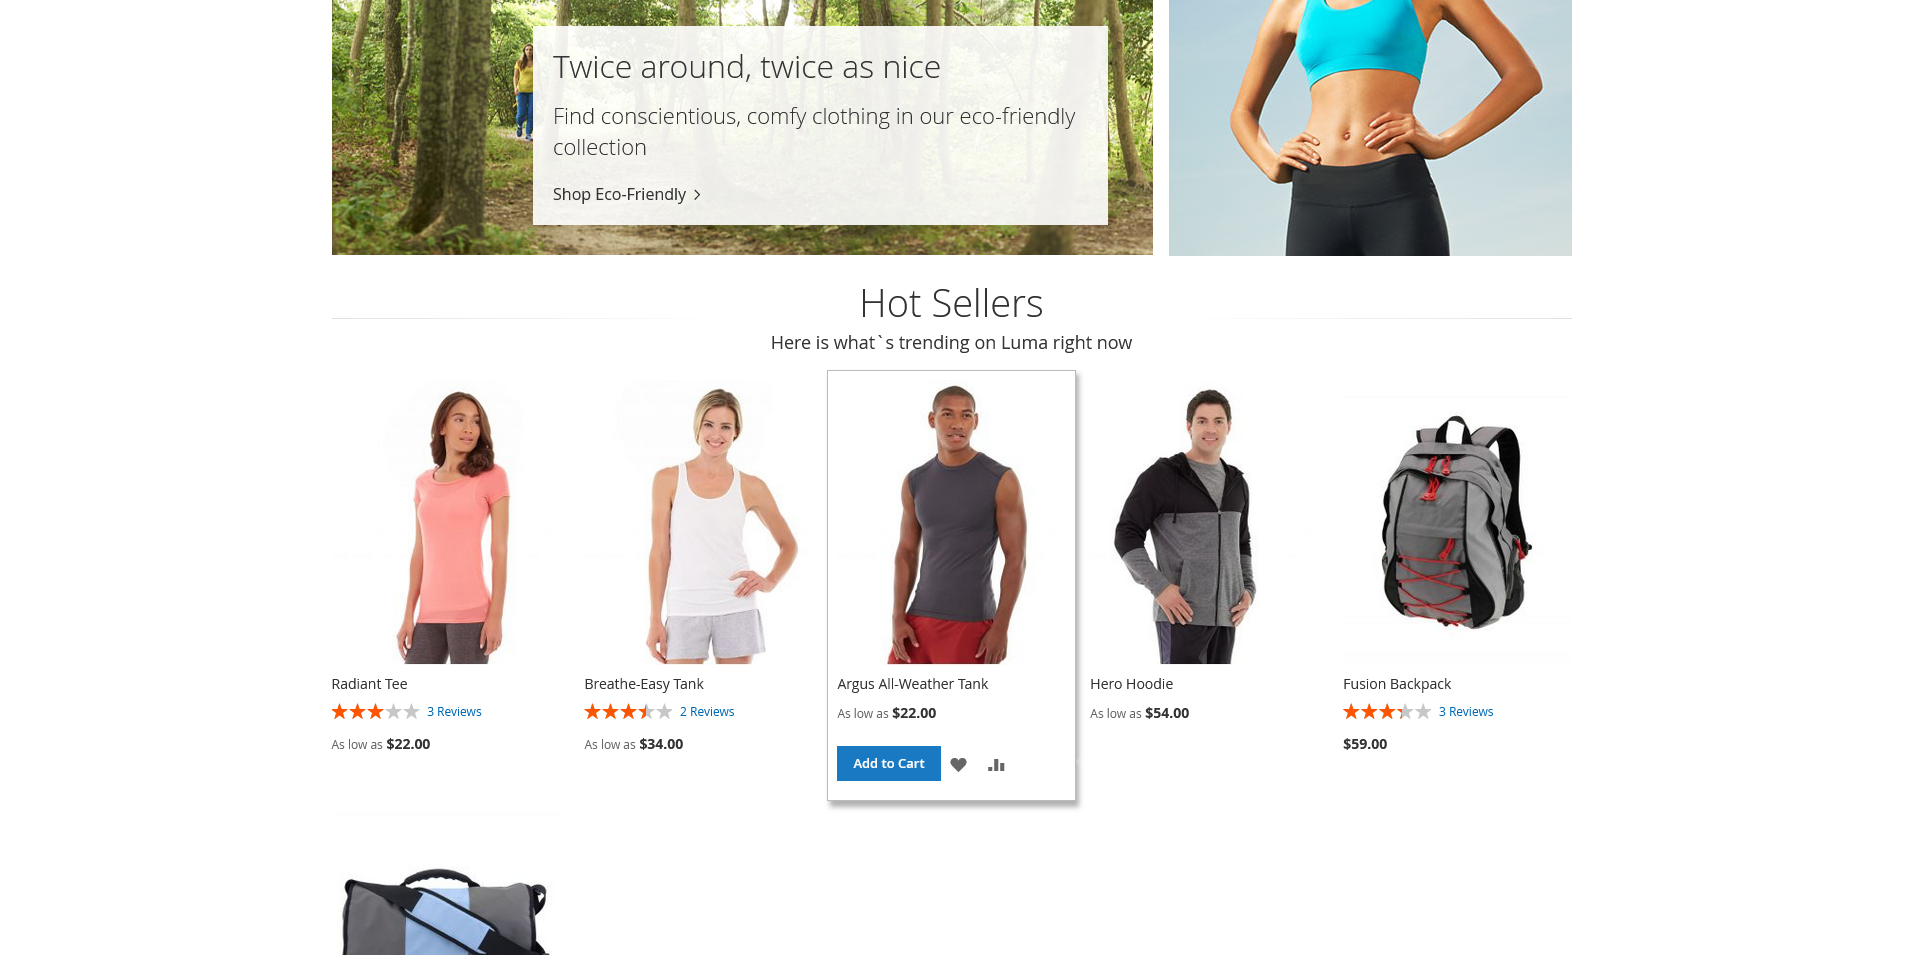 Twice around, twice as nice
Find conscientious, comfy clothing in our eco-friendly
collection
Shop Eco-Friendly
Hot Sellers
Here is what`s trending on Luma right now
Radiant Tee
3 Reviews
As low as $22.00
Breathe-Easy Tank
2 Reviews
As low as $34.00
Argus All-Weather Tank
As low as $22.00
Add to Cart
Hero Hoodie
As low as $54.00
Fusion Backpack
3 Reviews
$59.00